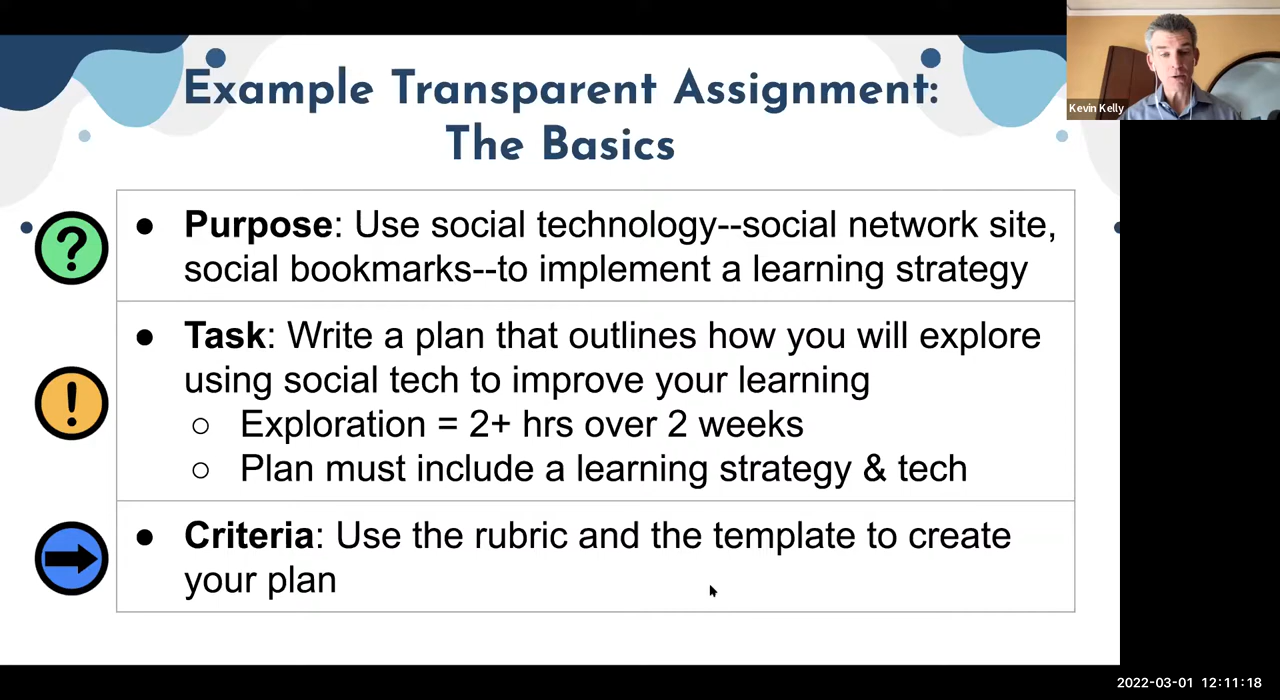 Example Transparent Assignment:
The Basics
Kevin Kelly
? ● Purpose: Use social technology--social network site,
social bookmarks--to implement a learning strategy
! ● Task: Write a plan that outlines how you will explore
using social tech to improve your learning
○ Exploration = 2+ hrs over 2 weeks
○ Plan must include a learning strategy & tech
● Criteria: Use the rubric and the template to create
your plan
2022-03-01 12:11:18